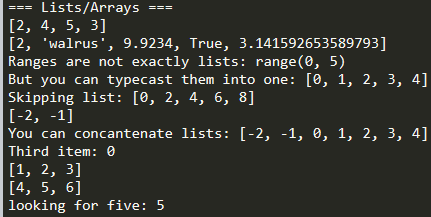 === Lists/Arrays ===
[2, 4, 5, 3]
[2, 'walrus', 9.9234, True, 3.141592653589793]
Ranges are not exactly lists: range(0, 5)
But you can typecast them into one: [0, 1, 2, 3, 4]
Skipping list: [0, 2, 4, 6, 8]
[-2, -1]
You can concantenate lists: [-2, -1, 0, 1, 2, 3, 4]
Third item: 0
[1, 2, 3]
[4, 5, 6]
looking for five: 5